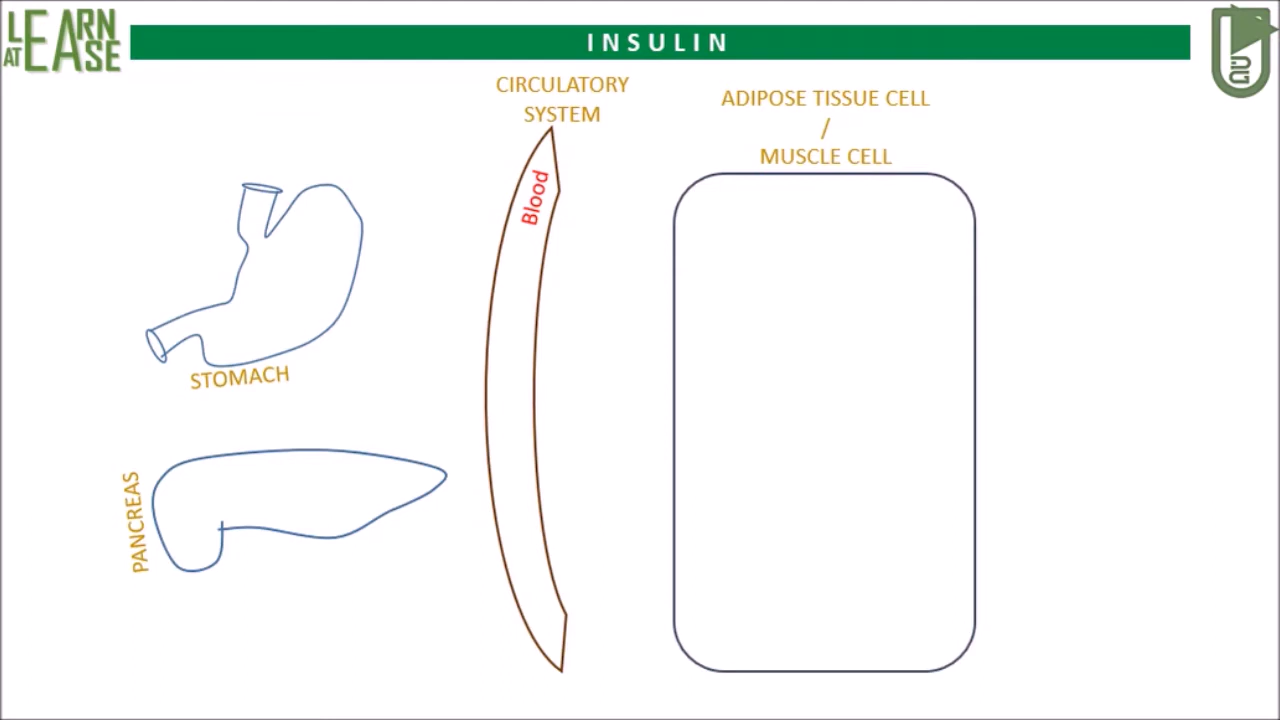 LEARN
AT EASE
INSULIN
CIRCULATORY
SYSTEM
ADIPOSE TISSUE CELL
/
MUSCLE CELL
Blood
STOMACH
PANCREAS